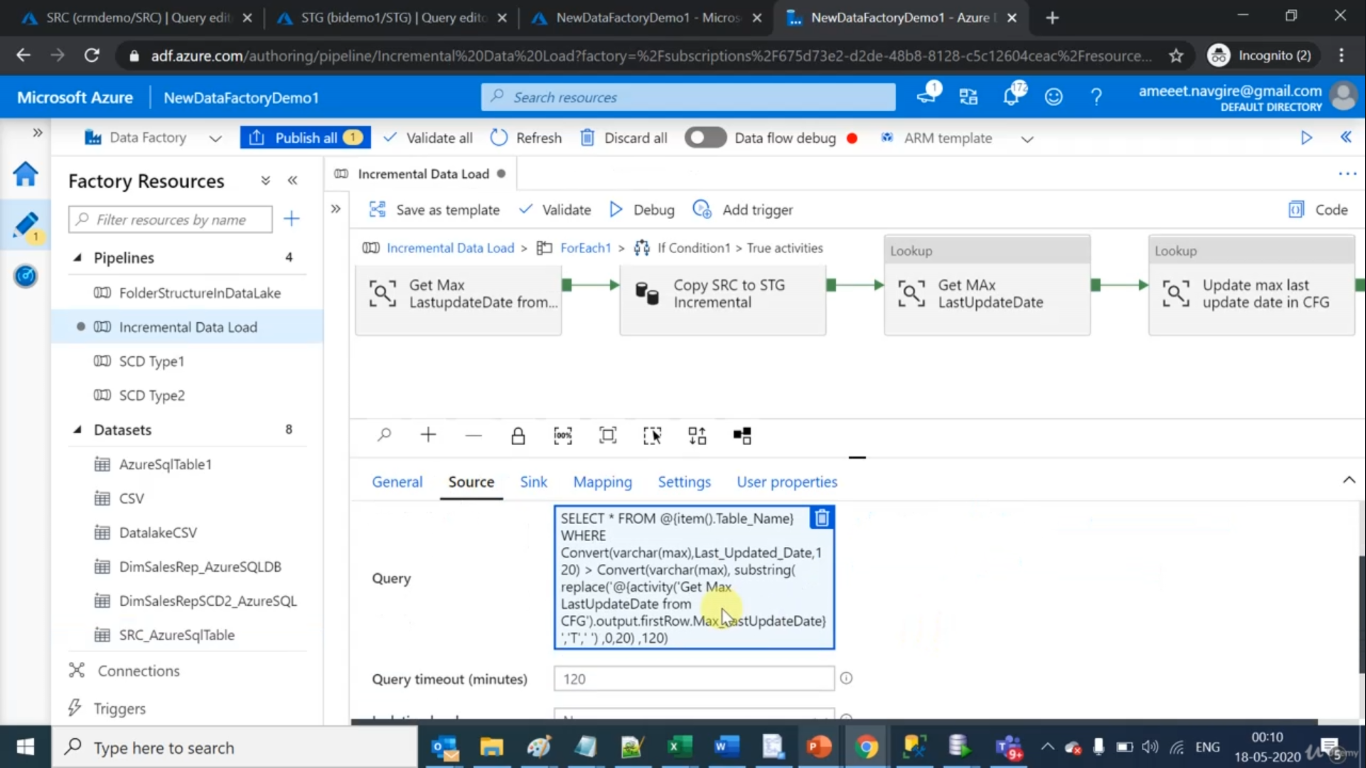 SRC (crmdemo/SRC) | Query edit
STG (bidemo1/STG) | Query edito
NewDataFactoryDemo1 - Micros
NewDataFactoryDemo1 - Azure
adf.azure.com/authoring/pipeline/Incremental%20Data%20Load?factory=%2Fsubscriptions%2F675d73e2-d2de-48b8-8128-c5c12604ceac%2Fresource...
Incognito (2)
Microsoft Azure
NewDataFactoryDemo1
Search resources
1
ameeet.navgire@gmail.com
DEFAULT DIRECTORY
Data Factory
Publish all 1
Validate all
Refresh
Discard all
Data flow debug
ARM template
Factory Resources
Incremental Data Load
Filter resources by name
Save as template
Validate
Debug
Add trigger
Code
1
Pipelines 4
Incremental Data Load > ForEach1 > If Condition1 > True activities
Lookup
Lookup
FolderStructureInDataLake
Get Max
LastupdateDate from...
Copy SRC to STG
Incremental
Get MAx
LastUpdateDate
Update max last
update date in CFG
Incremental Data Load
SCD Type1
SCD Type2
Datasets 8
100%
AzureSqlTable1
CSV
DatalakeCSV
DimSalesRep_AzureSQLDB
DimSalesRepSCD2_AzureSQL
SRC_AzureSqlTable
Connections
Triggers
General
Source
Sink
Mapping
Settings
User properties
Query
SELECT * FROM @{item().Table_Name}
WHERE
Convert(varchar(max),Last_Updated_Date,1
20) > Convert(varchar(max), substring(
replace('@{activity('Get Max
LastUpdateDate from
CFG').output.firstRow.Max_LastUpdateDate}
','T',' ') ,0,20) ,120)
Query timeout (minutes)
120
Type here to search
9+
ENG
00:10
18-05-2020
5